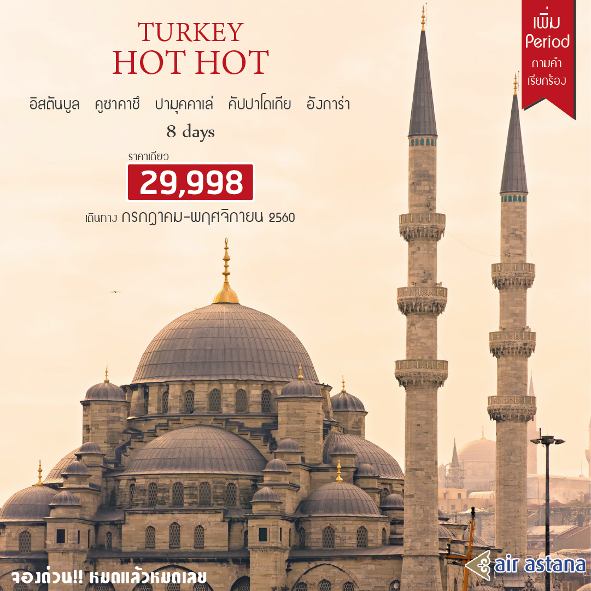 TURKEY
HOT HOT
อิสตันบูล คูซาดาซึ ปามุคคาเล่ คัปปาโดเกีย อังการ่า
8 days
ราคาเดียว
29,998
เดินทาง กรกฎาคม-พฤศจิกายน 2560
เพิ่ม
Period
ตามคำ
เรียกร้อง
จองด่วน!! หมดแล้วหมดเลย
air astana